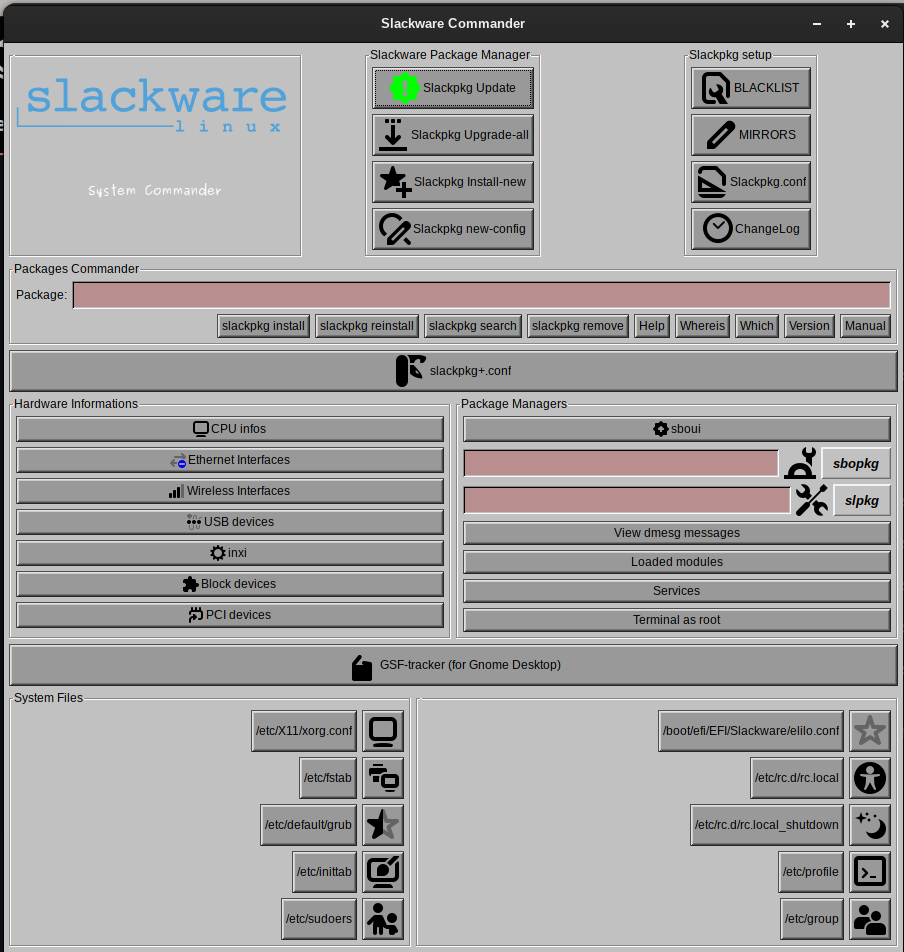 Slackware Commander
slackware
linux
System Commander
Slackware Package Manager
Slackpkg Update
Slackpkg Upgrade-all
Slackpkg Install-new
Slackpkg new-config
Slackpkg setup
BLACKLIST
MIRRORS
Slackpkg.conf
ChangeLog
Packages Commander
Package:
slackpkg install slackpkg reinstall slackpkg search slackpkg remove Help Whereis Which Version Manual
slackpkg+.conf
Hardware Informations
CPU infos
Ethernet Interfaces
Wireless Interfaces
USB devices
inxi
Block devices
PCI devices
Package Managers
sboui
sbopkg
slpkg
View dmesg messages
Loaded modules
Services
Terminal as root
GSF-tracker (for Gnome Desktop)
System Files
/etc/X11/xorg.conf
/etc/fstab
/etc/default/grub
/etc/inittab
/etc/sudoers
/boot/efi/EFI/Slackware/elilo.conf
/etc/rc.d/rc.local
/etc/rc.d/rc.local_shutdown
/etc/profile
/etc/group